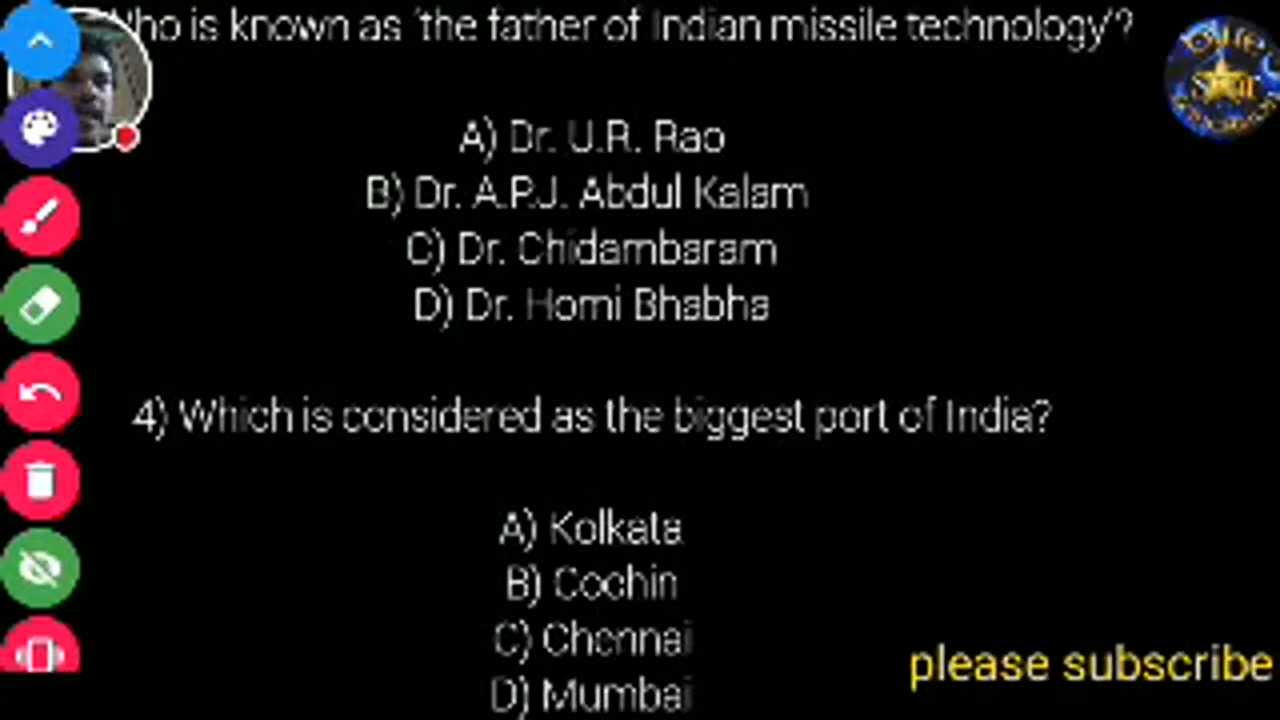 Who is known as 'the father of Indian missile technology'?
A) Dr. U.R. Rao
B) Dr. A.P.J. Abdul Kalam
C) Dr. Chidambaram
D) Dr. Homi Bhabha
4) Which is considered as the biggest port of India?
A) Kolkata
B) Cochin
C) Chennai
D) Mumbai
please subscribe